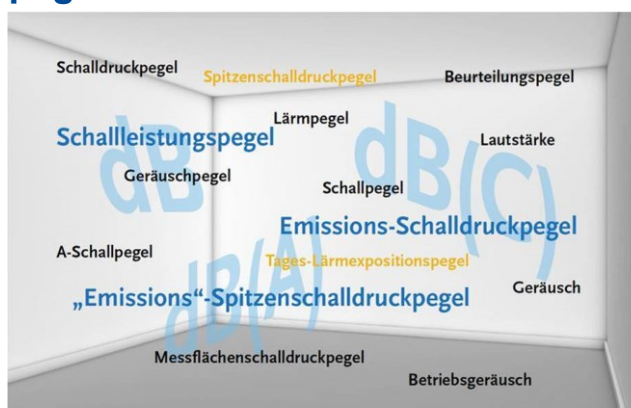 Schalldruckpegel
Spitzenschalldruckpegel
Beurteilungspegel
Lärmpegel
Schallleistungspegel
Lautstärke
dB
dB(C)
Geräuschpegel
Schallpegel
Emissions-Schalldruckpegel
A-Schallpegel
Tages-Lärmexpositionspegel
dB(A)
Geräusch
„Emissions“-Spitzenschalldruckpegel
Messflächenschalldruckpegel
Betriebsgeräusch